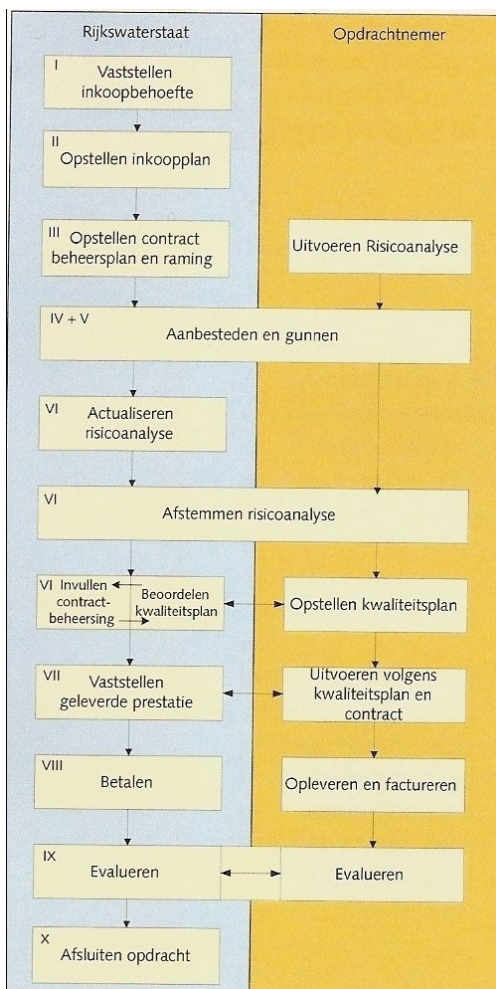 Rijkswaterstaat
Opdrachtnemer
I
Vaststellen
inkoopbehoefte
II
Opstellen inkoopplan
III
Opstellen contract
beheersplan en raming
Uitvoeren Risicoanalyse
IV + V
Aanbesteden en gunnen
VI
Actualiseren
risicoanalyse
VI
Afstemmen risicoanalyse
VI Invullen
contract-
beheersing
Beoordelen
kwaliteitsplan
Opstellen kwaliteitsplan
VII
Vaststellen
geleverde prestatie
Uitvoeren volgens
kwaliteitsplan en
contract
VIII
Betalen
Opleveren en factureren
IX
Evalueren
Evalueren
X
Afsluiten opdracht